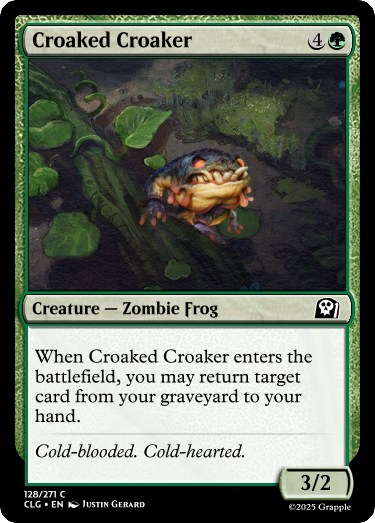 Croaked Croaker 4
Creature — Zombie Frog
When Croaked Croaker enters the
battlefield, you may return target
card from your graveyard to your
hand.
Cold-blooded. Cold-hearted.
3/2
128/271 C
CLG • EN Justin Gerard
©2025 Grapple